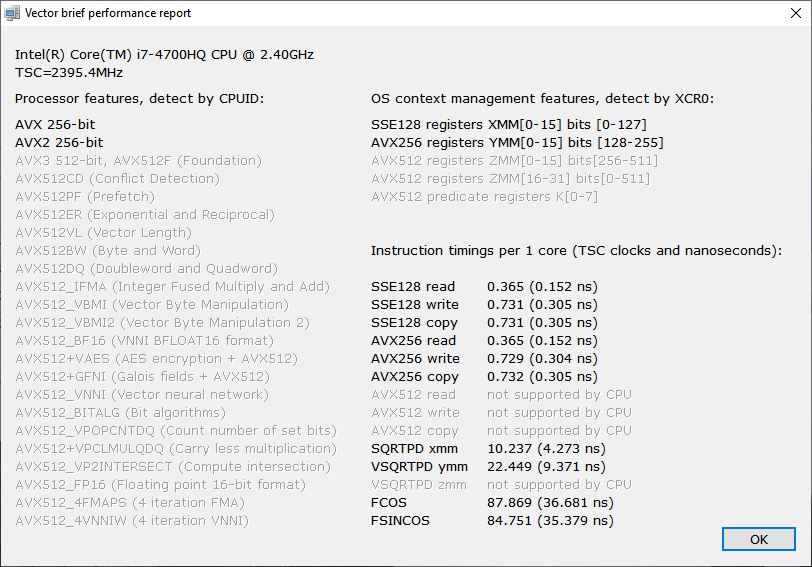 Vector brief performance report
Intel(R) Core(TM) i7-4700HQ CPU @ 2.40GHz
TSC=2395.4MHz
Processor features, detect by CPUID:
AVX 256-bit
AVX2 256-bit
AVX3 512-bit, AVX512F (Foundation)
AVX512CD (Conflict Detection)
AVX512PF (Prefetch)
AVX512ER (Exponential and Reciprocal)
AVX512VL (Vector Length)
AVX512BW (Byte and Word)
AVX512DQ (Doubleword and Quadword)
AVX512_IFMA (Integer Fused Multiply and Add)
AVX512_VBMI (Vector Byte Manipulation)
AVX512_VBMI2 (Vector Byte Manipulation 2)
AVX512_BF16 (VNNI BFLOAT16 format)
AVX512+VAES (AES encryption + AVX512)
AVX512+GFNI (Galois fields + AVX512)
AVX512_VNNI (Vector neural network)
AVX512_BITALG (Bit algorithms)
AVX512_VPOPCNTDQ (Count number of set bits)
AVX512+VPCLMULQDQ (Carry less multiplication)
AVX512_VP2INTERSECT (Compute intersection)
AVX512_FP16 (Floating point 16-bit format)
AVX512_4FMAPS (4 iteration FMA)
AVX512_4VNNIW (4 iteration VNNI)
OS context management features, detect by XCR0:
SSE128 registers XMM[0-15] bits [0-127]
AVX256 registers YMM[0-15] bits [128-255]
AVX512 registers ZMM[0-15] bits[256-511]
AVX512 registers ZMM[16-31] bits[0-511]
AVX512 predicate registers K[0-7]
Instruction timings per 1 core (TSC clocks and nanoseconds):
SSE128 read 0.365 (0.152 ns)
SSE128 write 0.731 (0.305 ns)
SSE128 copy 0.731 (0.305 ns)
AVX256 read 0.365 (0.152 ns)
AVX256 write 0.729 (0.304 ns)
AVX256 copy 0.732 (0.305 ns)
AVX512 read not supported by CPU
AVX512 write not supported by CPU
AVX512 copy not supported by CPU
SQRTPD xmm 10.237 (4.273 ns)
VSQRTPD ymm 22.449 (9.371 ns)
VSQRTPD zmm not supported by CPU
FCOS 87.869 (36.681 ns)
FSINCOS 84.751 (35.379 ns)
OK